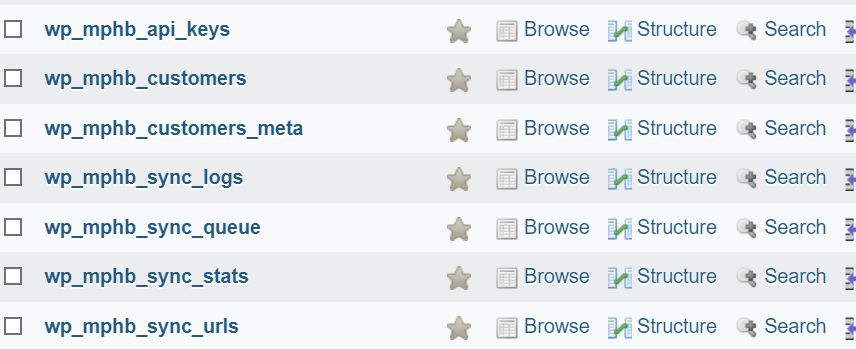 wp_mphb_api_keys Browse Structure Search
wp_mphb_customers Browse Structure Search
wp_mphb_customers_meta Browse Structure Search
wp_mphb_sync_logs Browse Structure Search
wp_mphb_sync_queue Browse Structure Search
wp_mphb_sync_stats Browse Structure Search
wp_mphb_sync_urls Browse Structure Search